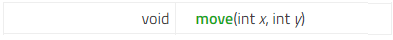 void move(int x, int y)